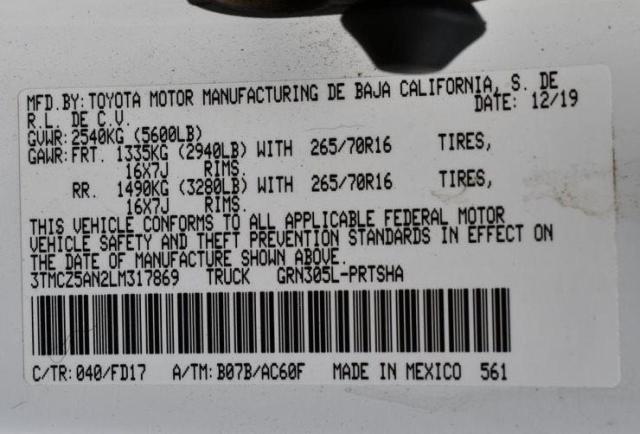 MFD.BY: TOYOTA MOTOR MANUFACTURING DE BAJA CALIFORNIA, S. DE
R.L. DE C.V. DATE: 12/19
GVWR: 2540KG (5600LB)
GAWR: FRT. 1335KG (2940LB) WITH 265/70R16 TIRES,
16X7J RIMS.
RR. 1490KG (3280LB) WITH 265/70R16 TIRES,
16X7J RIMS.
THIS VEHICLE CONFORMS TO ALL APPLICABLE FEDERAL MOTOR
VEHICLE SAFETY AND THEFT PREVENTION STANDARDS IN EFFECT ON
THE DATE OF MANUFACTURE SHOWN ABOVE.
3TMCZ5AN2LM317869 TRUCK GRN305L-PRTSHA
C/TR: 040/FD17 A/TM: B07B/AC60F MADE IN MEXICO 561